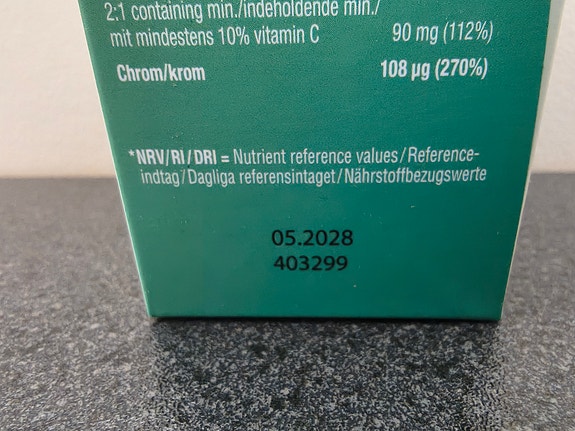 2:1 containing min./indeholdende min./
mit mindestens 10% vitamin C 90 mg (112%)
Chrom/krom 108 µg (270%)
*NRV/RI/DRI = Nutrient reference values/Reference-
indtag/Dagliga referensintaget/Nährstoffbezugswerte
05.2028
403299